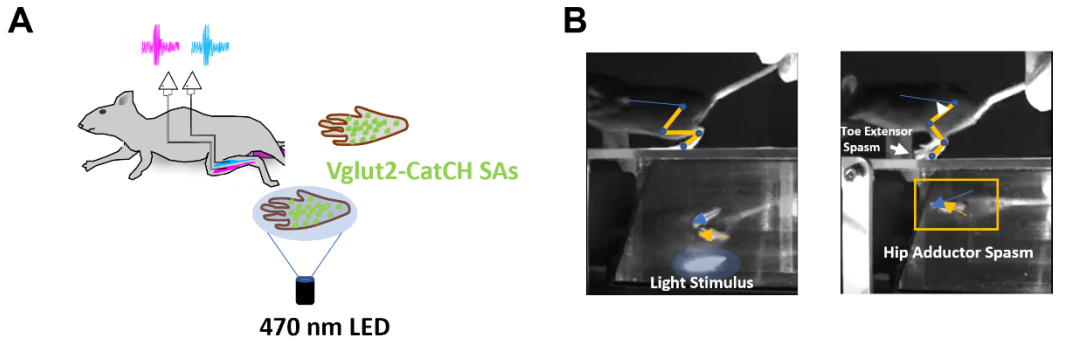 A
Vglut2-CatCH SAs
470 nm LED
B
Light Stimulus
Toe Extensor
Spasm
Hip Adductor Spasm